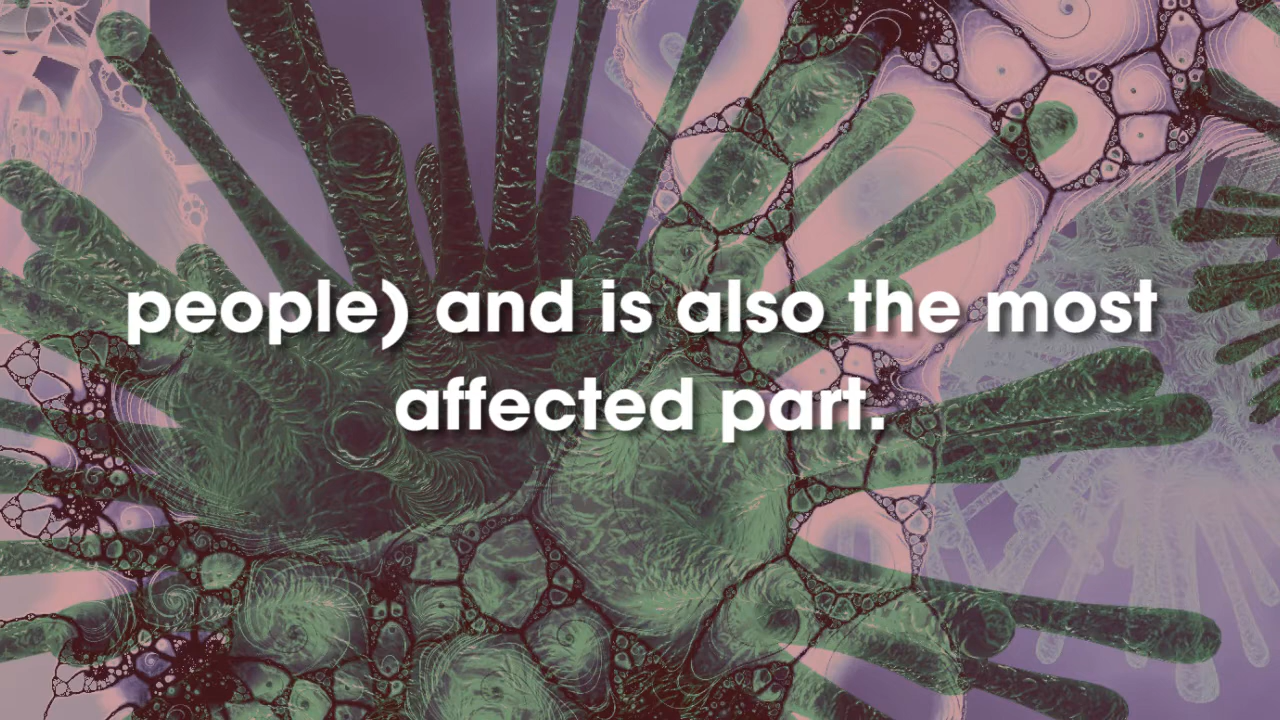 people) and is also the most
affected part.